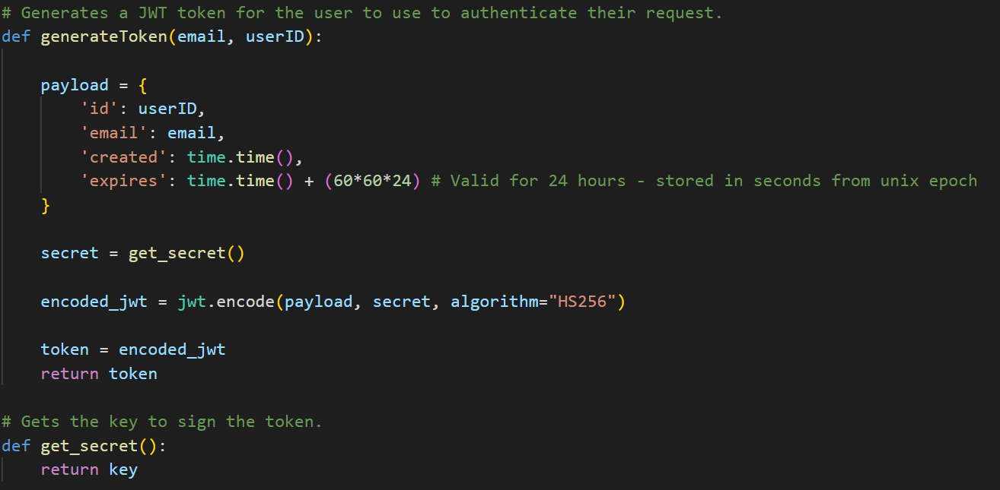 # Generates a JWT token for the user to use to authenticate their request.
def generateToken(email, userID):
payload = {
'id': userID,
'email': email,
'created': time.time(),
'expires': time.time() + (60*60*24) # Valid for 24 hours - stored in seconds from unix epoch
}
secret = get_secret()
encoded_jwt = jwt.encode(payload, secret, algorithm="HS256")
token = encoded_jwt
return token
# Gets the key to sign the token.
def get_secret():
return key